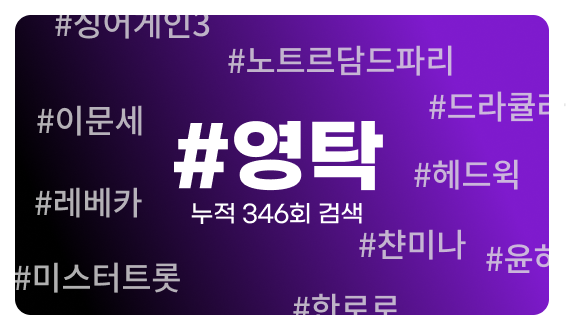 #싱어게인3
#노트르담드파리
#드라큘라
#이문세
#영탁
#헤드윅
#레베카
누적 346회 검색
#챤미나
#윤하
#미스터트롯
#한로로